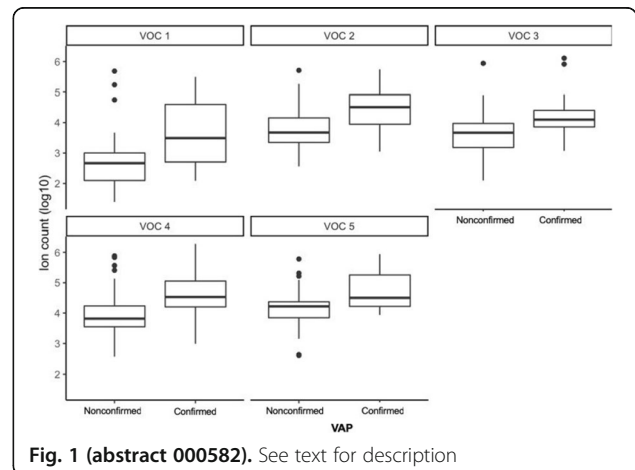 VOC 1
VOC 2
VOC 3
6
5
4
3
2
Nonconfirmed
Confirmed
VOC 4
VOC 5
6
5
4
3
2
Nonconfirmed
Confirmed
Nonconfirmed
Confirmed
Ion count (log10)
VAP
Fig. 1 (abstract 000582). See text for description